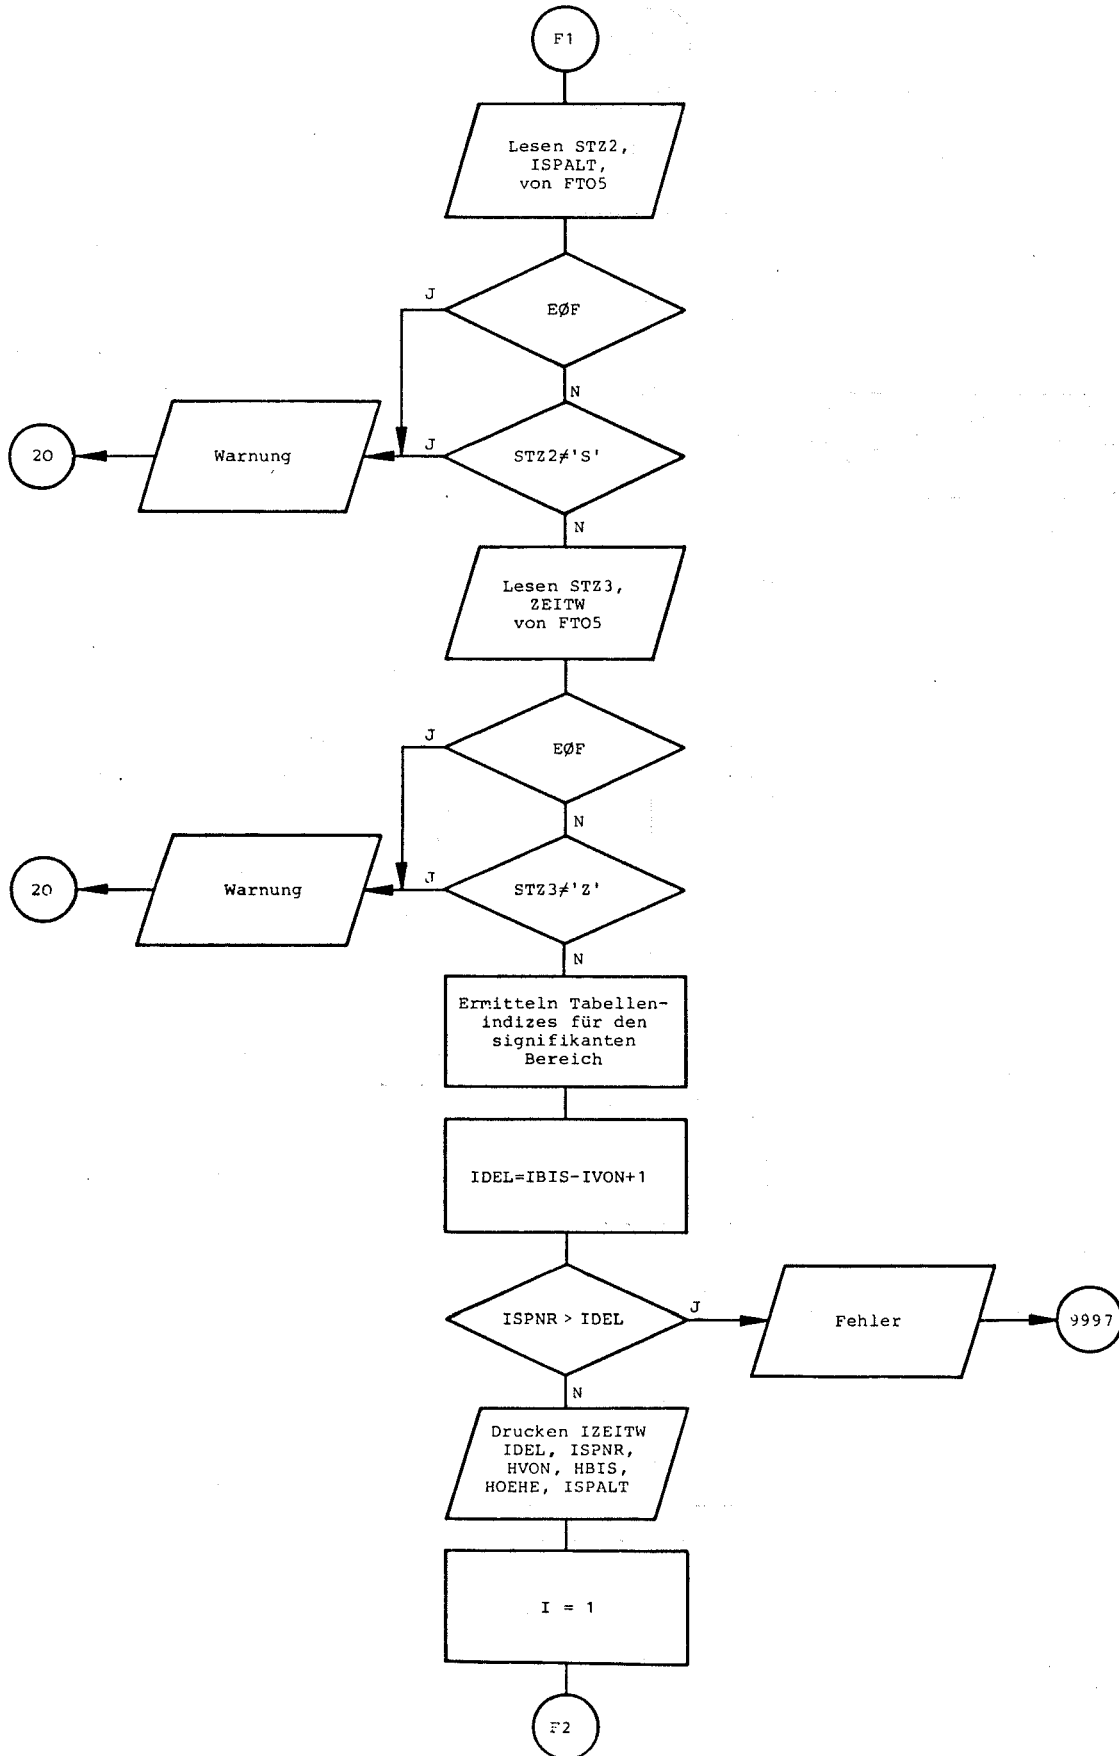 F1
Lesen STZ2,
ISPALT,
von FTO5
J
EØF
N
20
Warnung
J
STZ2≠'S'
N
Lesen STZ3,
ZEITW
von FTO5
J
EØF
N
20
Warnung
J
STZ3≠'Z'
N
Ermitteln Tabellen-
indizes für den
signifikanten
Bereich
IDEL=IBIS-IVON+1
ISPNR > IDEL
J
Fehler
9997
N
Drucken IZEITW
IDEL, ISPNR,
HVON, HBIS,
HOEHE, ISPALT
I = 1
F2